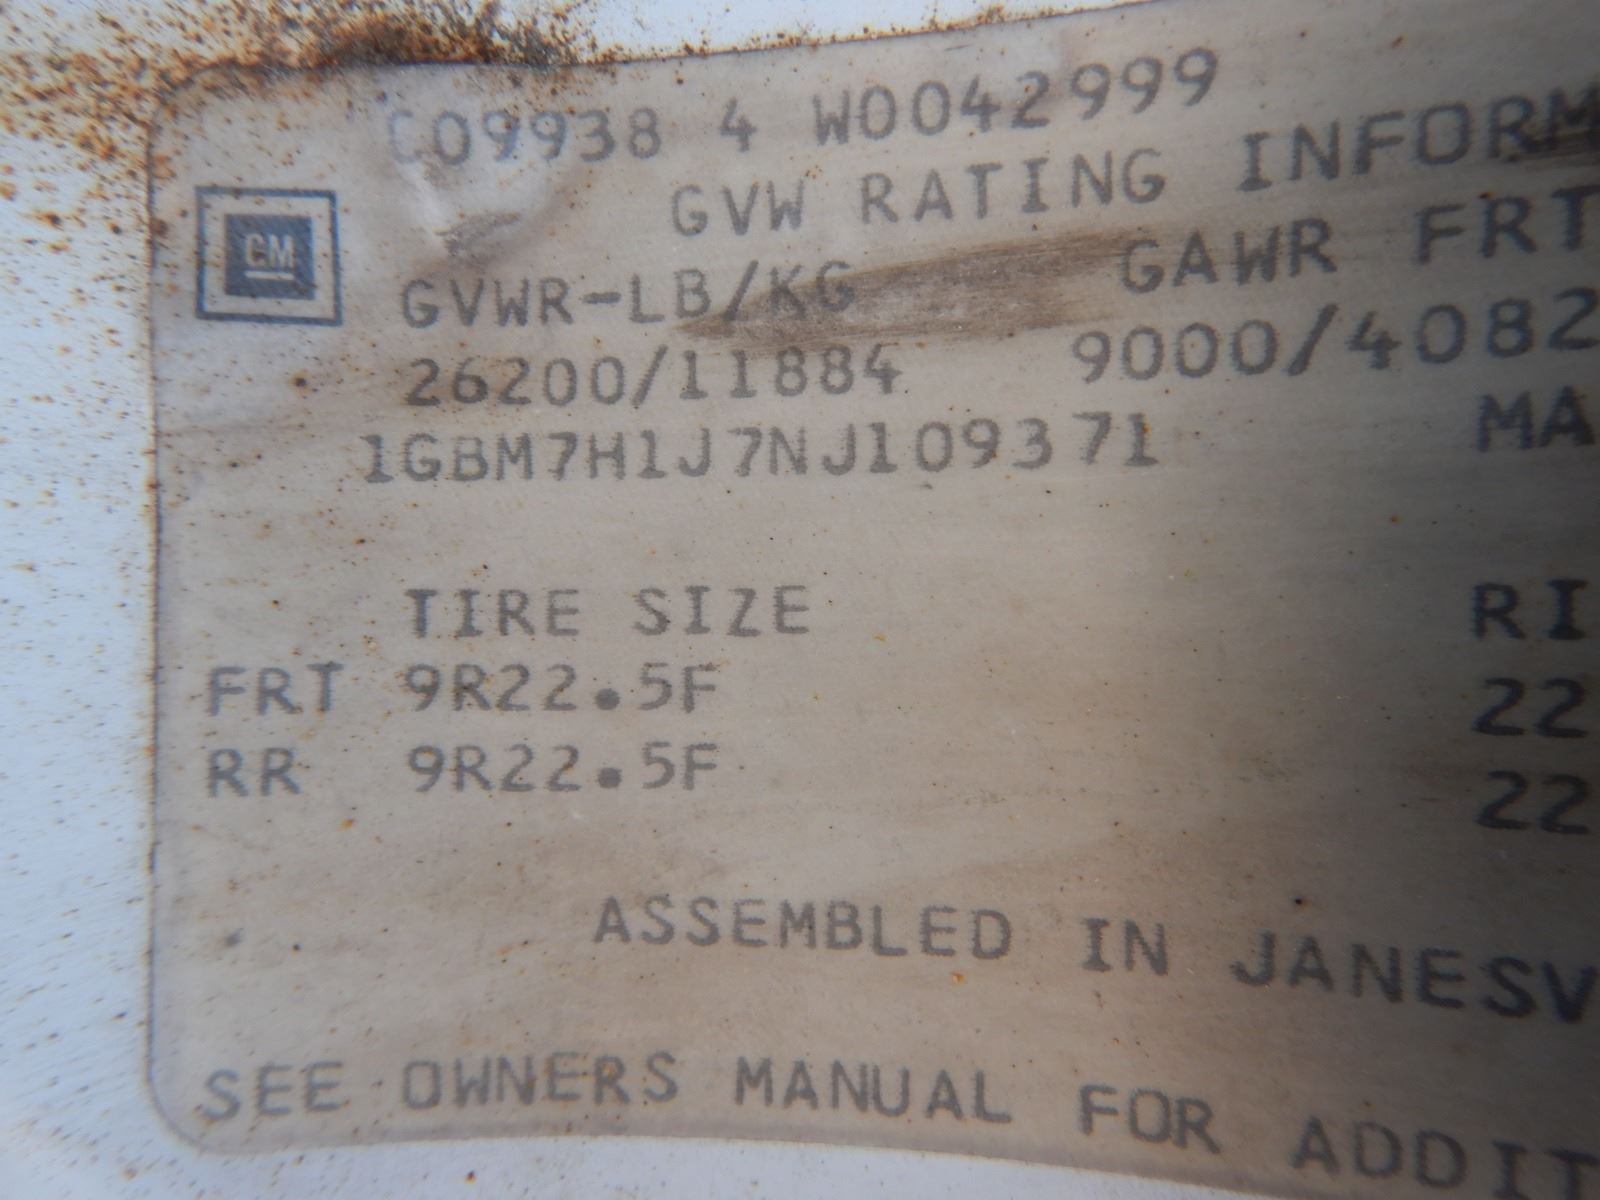 C09938 4 W0042999
GVW RATING INFORM
GM
GVWR-LB/KG GAWR FRT
26200/11884 9000/4082
1GBM7H1J7NJ109371 MA
TIRE SIZE RI
FRT 9R22.5F 22
RR 9R22.5F 22
ASSEMBLED IN JANESV
SEE OWNERS MANUAL FOR ADDIT